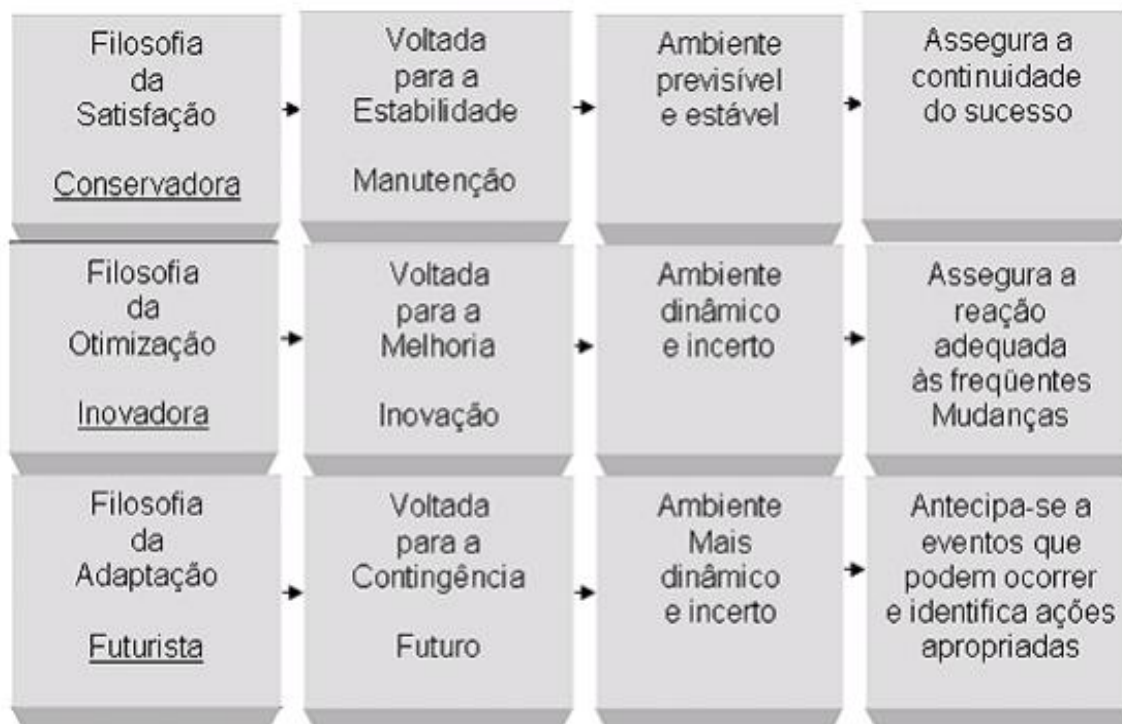 Filosofia
da
Satisfação
Conservadora
Voltada
para a
Estabilidade
Manutenção
Ambiente
previsível
e estável
Assegura a
continuidade
do sucesso
Filosofia
da
Otimização
Inovadora
Voltada
para a
Melhoria
Inovação
Ambiente
dinâmico
e incerto
Assegura a
reação
adequada
às freqüentes
Mudanças
Filosofia
da
Adaptação
Futurista
Voltada
para a
Contingência
Futuro
Ambiente
Mais
dinâmico
e incerto
Antecipa-se a
eventos que
podem ocorrer
e identifica ações
apropriadas